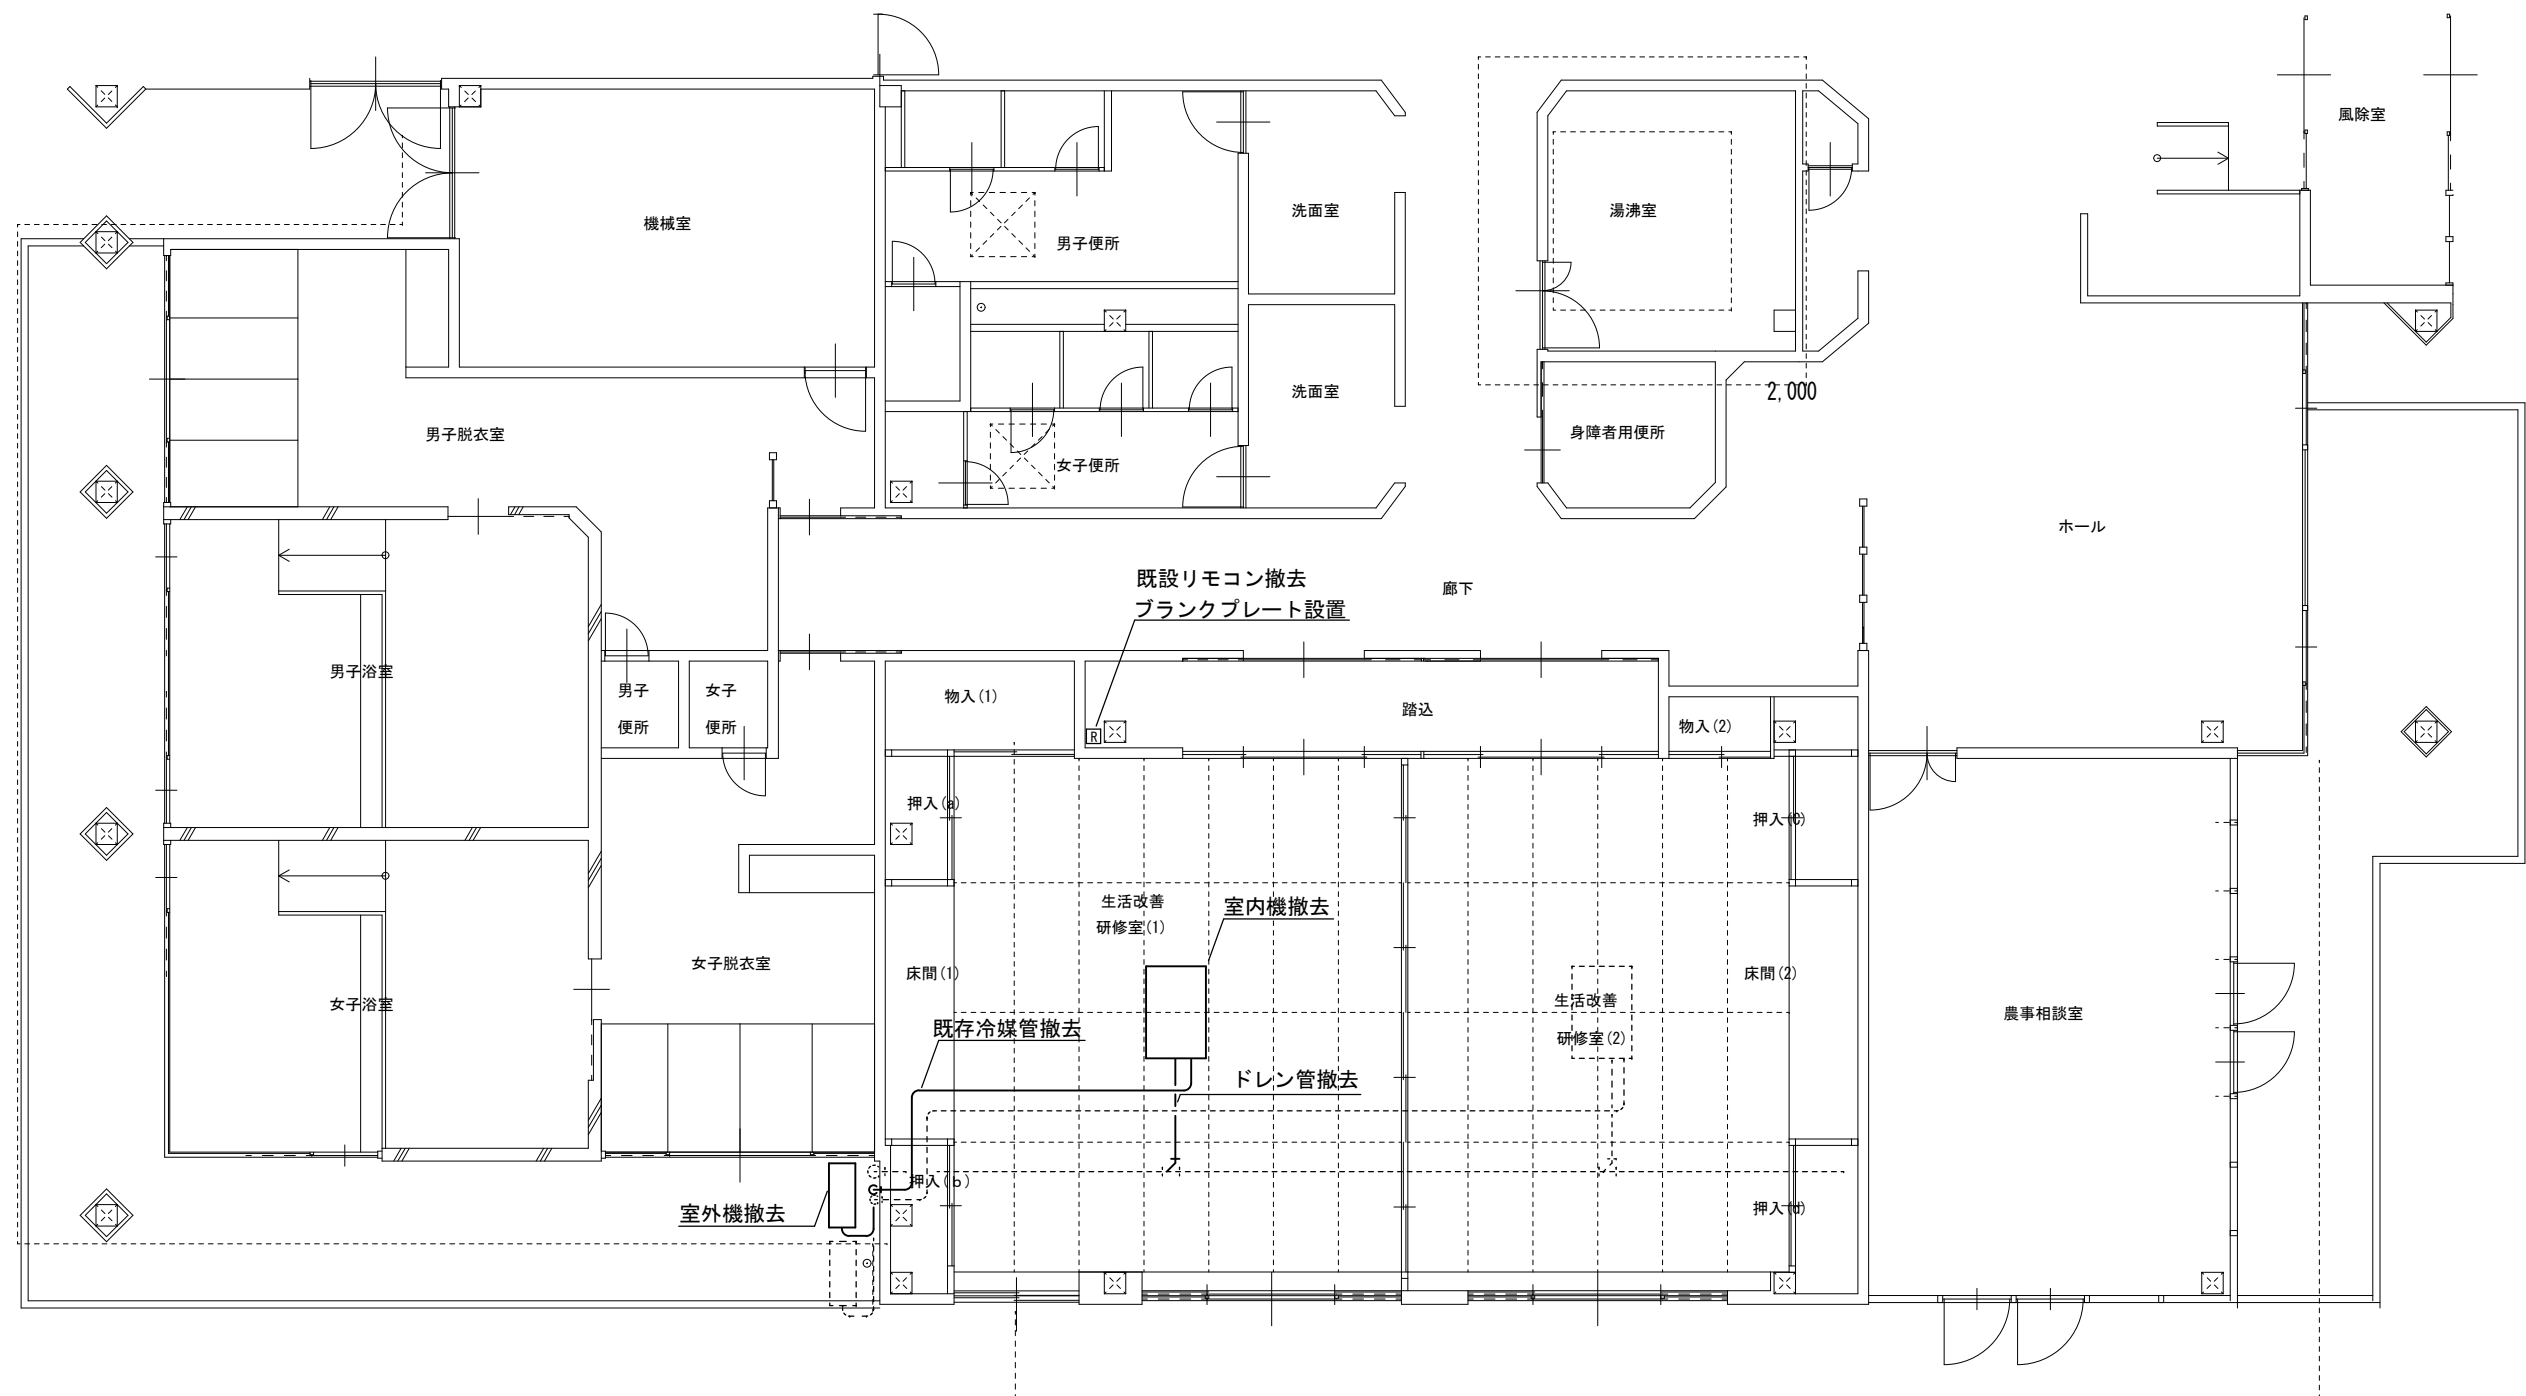 風除室
機械室
男子便所
洗面室
湯沸室
2,000
洗面室
男子脱衣室
身障者用便所
女子便所
ホール
既設リモコン撤去
ブランクプレート設置
廊下
男子浴室
男子
便所
女子
便所
物入(1)
踏込
物入(2)
R
押入(a)
押入(C)
生活改善
研修室(1)
室内機撤去
女子脱衣室
床間(1)
床間(2)
女子浴室
生活改善
研修室(2)
農事相談室
既存冷媒管撤去
ドレン管撤去
押入(b)
室外機撤去
押入(d)